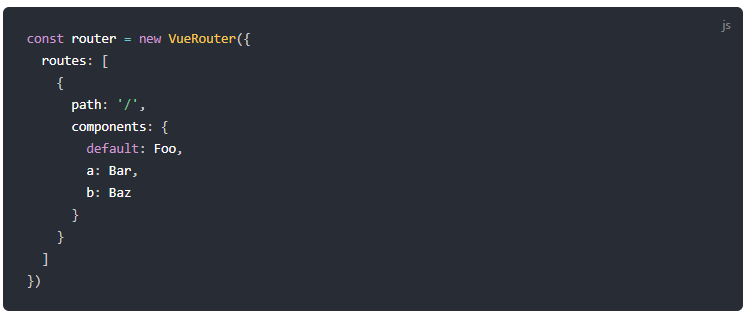 js
const router = new VueRouter({
  routes: [
    {
      path: '/',
      components: {
        default: Foo,
        a: Bar,
        b: Baz
      }
    }
  ]
})